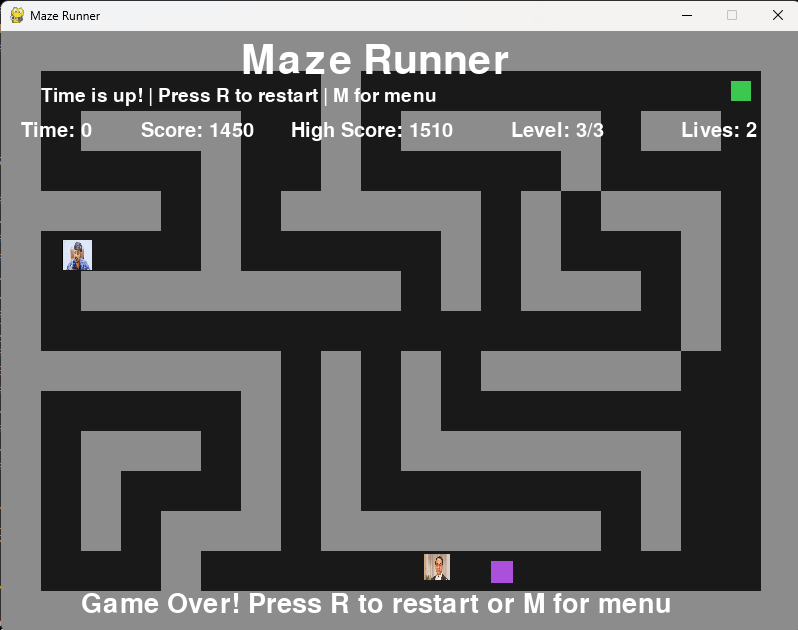 Maze Runner
Maze Runner
Time is up! | Press R to restart | M for menu
Time: 0 Score: 1450 High Score: 1510 Level: 3/3 Lives: 2
Game Over! Press R to restart or M for menu